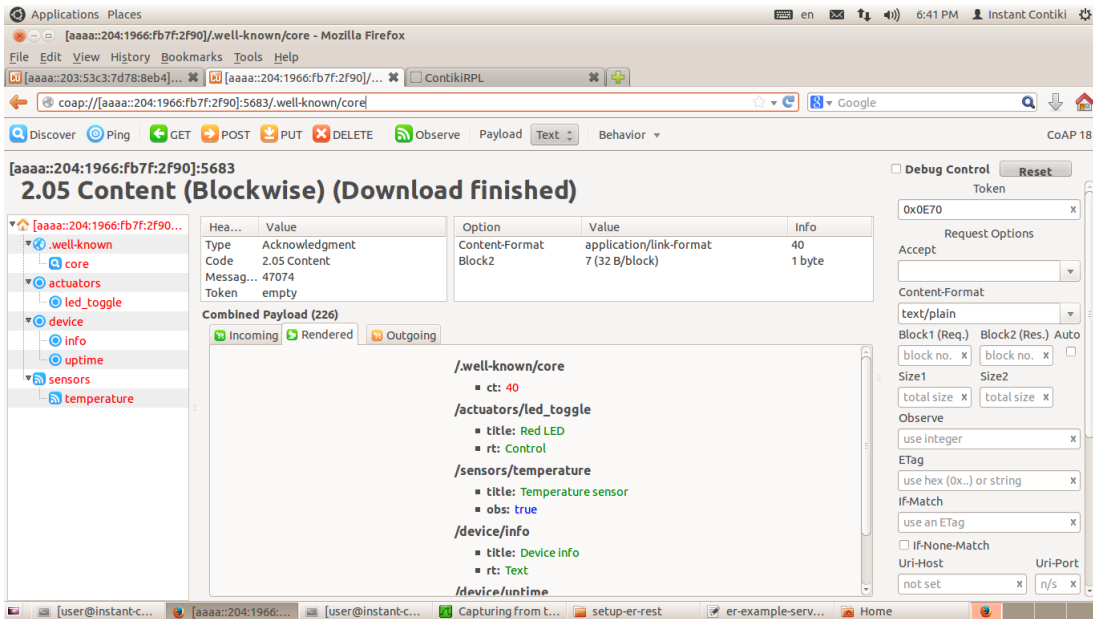 Applications Places en 6:41 PM Instant Contiki
[aaaa::204:1966:fb7f:2f90]/.well-known/core - Mozilla Firefox
File Edit View History Bookmarks Tools Help
[aaaa::203:53c3:7d78:8eb4]... [aaaa::204:1966:fb7f:2f90]/... ContikiRPL
coap://[aaaa::204:1966:fb7f:2f90]:5683/.well-known/core Google
Discover Ping GET POST PUT DELETE Observe Payload Text Behavior CoAP 18
[aaaa::204:1966:fb7f:2f90]:5683
2.05 Content (Blockwise) (Download finished)
[aaaa::204:1966:fb7f:2f90...
.well-known
core
actuators
led_toggle
device
info
uptime
sensors
temperature
Hea... Value
Type Acknowledgment
Code 2.05 Content
Messag... 47074
Token empty
Option Value Info
Content-Format application/link-format 40
Block2 7 (32 B/block) 1 byte
Combined Payload (226)
Incoming Rendered Outgoing
/.well-known/core
ct: 40
/actuators/led_toggle
title: Red LED
rt: Control
/sensors/temperature
title: Temperature sensor
obs: true
/device/info
title: Device info
rt: Text
/device/uptime
Debug Control Reset
Token
0x0E70 x
Request Options
Accept
Content-Format
text/plain
Block1 (Req.) Block2 (Res.) Auto
block no. x block no. x
Size1 Size2
total size x total size x
Observe
use integer x
ETag
use hex (0x..) or string x
If-Match
use an ETag x
If-None-Match
Uri-Host Uri-Port
not set x n/s x
[user@instant-c... [aaaa::204:1966:... [user@instant-c... Capturing from t... setup-er-rest er-example-serv... Home